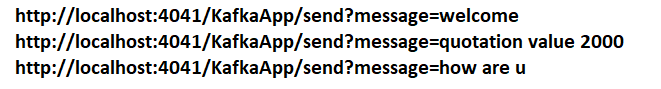 http://localhost:4041/KafkaApp/send?message=welcome
http://localhost:4041/KafkaApp/send?message=quotation value 2000
http://localhost:4041/KafkaApp/send?message=how are u